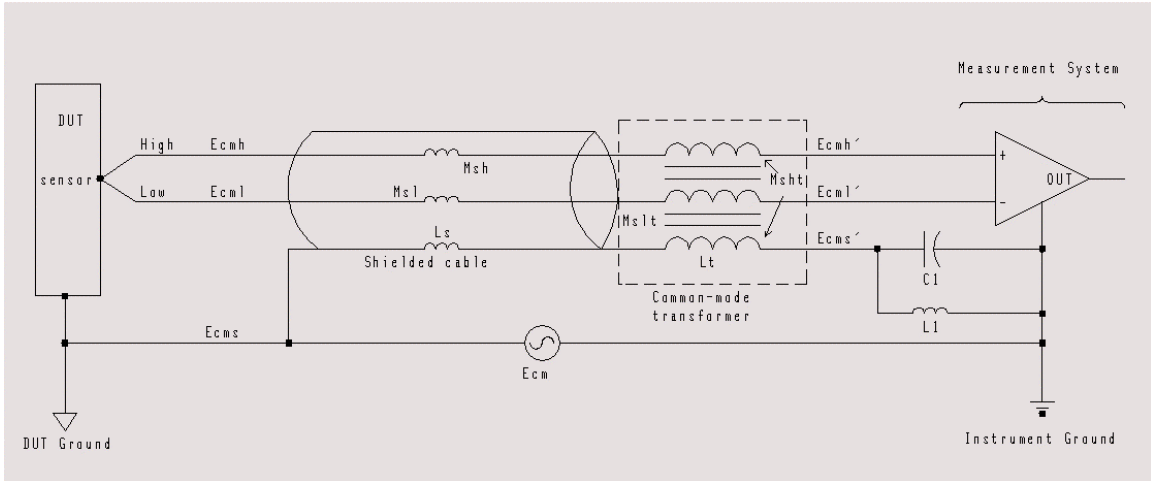 Measurement System
DUT
sensor
High
Ecmh
Msh
Ecmh′
+
Low
Ecml
Msl
Msht
Ecml′
-
OUT
Mslt
Ls
Shielded cable
Lt
Ecms′
C1
Common-mode
transformer
L1
Ecms
Ecm
DUT Ground
Instrument Ground